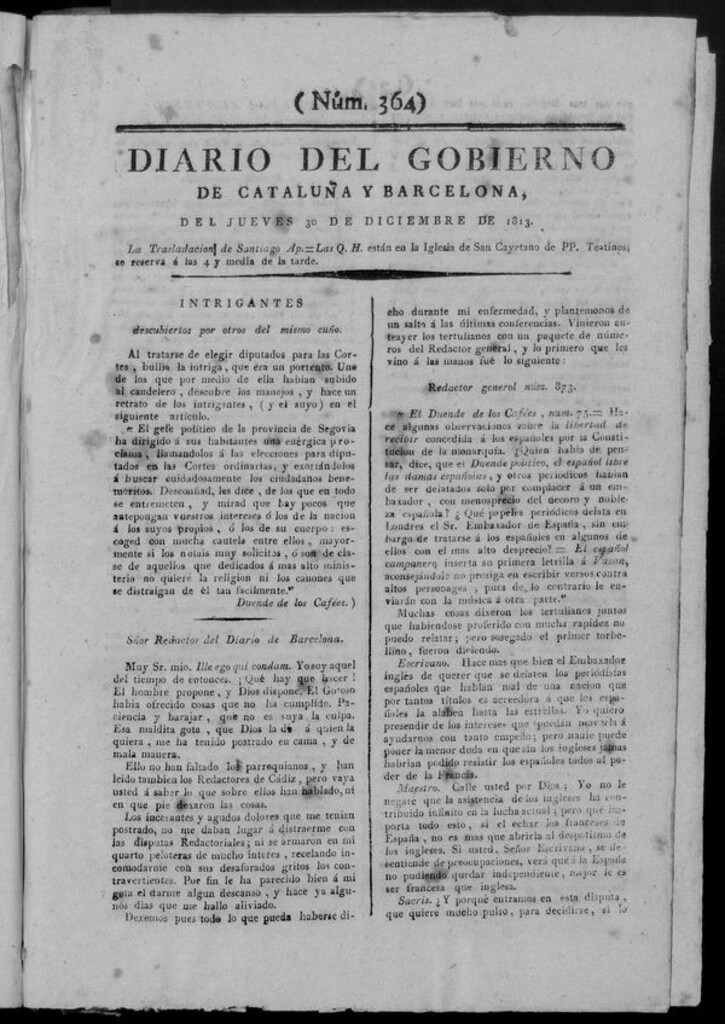 ( Núm. 364)
DIARIO DEL GOBIERNO
DE CATALUÑA Y BARCELONA,
DEL JUEVES 30 DE DICIEMBRE DE 1813.
La Trasladacion de Santiago Ap.=Las Q. H. están en la Iglesia de San Cayetano de PP. Teatinos;
se reserva á las 4 y media de la tarde.
INTRIGANTES
descubiertos por otros del mismo cuño.
Al tratarse de elegir diputados para las Cor-
tes, bullia la intriga, que era un portento. Uno
de los que por medio de ella habian subido
al candelero, descubre los manejos, y hace un
retrato de los intrigantes, ( y el suyo ) en el
siguiente artículo.
« El gefe político de la provincia de Segovia
ha dirigido á sus habitantes una enérgica pro-
clama, llamandolos á las elecciones para dipu-
tados en las Cortes ordinarias, y exortándolos
á buscar cuidadosamente los ciudadanos bene-
meritos. Desconfiad, les dice, de los que en todo
se entremeten, y mirad que hay pocos que
antepongan vuestros intereses ó los de la nacion
á los suyos propios, ó los de su cuerpo: es-
coged con mucha cautela entre ellos, mayor-
mente si los notais muy solicitos, ó son de cla-
se de aquellos que dedicados á mas alto minis-
terio no quiere la religion ni los canones que
se distraigan de él tan facilmente."
Duende de los Cafées. )
Sñor Redactor del Diario de Barcelona.
Muy Sr. mio. Ille ego qui condam. Yo soy aquel
del tiempo de entonces. ¡Qué hay que hacer!
El hombre propone, y Dios dispone. El Gotoso
habia ofrecido cosas que no ha cumplido. Pa-
ciencia y barajar, que no es suya la culpa.
Esa maldita gota, que Dios la dé á quien la
quiera, me ha tenido postrado en cama, y de
mala manera.
Ello no han faltado los parroquianos, y han
leido tambien los Redactores de Cádiz, pero vaya
usted á saber lo que sobre ellos han hablado, ni
en que pie dexaron las cosas.
Los incesantes y agudos dolores que me tenian
postrado, no me daban lugar á distraerme con
las disputas Redactoriales; ni se armaron en mi
quarto peloteras de mucho interes, recelando in-
comodarme con sus desaforados gritos los con-
travertientes. Por fin le ha parecido bien á mi
gota el darme algun descanso, y hace ya algu-
nos dias que me hallo aliviado.
Dexemos pues todo lo que pueda haberse di-
cho durante mi enfermedad, y plantemonos de
un salto á las últimas conferencias. Vinieron an-
teayer los tertulianos con un paquete de núme-
ros del Redactor general, y lo primero que les
vino á las manos fué lo siguiente:
Redactor general núm. 873.
« El Duende de los Cafées, num. 75.= Ha-
ce algunas observaciones sobre la libertad de
escribir concedida á los españoles por la Consti-
tucion de la monarquía. ¿Quien habia de pen-
sar, dice, que el Duende político, el español libre
las damas españolas, y otros periódicos habian
de ser delatados solo por complacer á un em-
baxador, con menosprecio del decoro y noble-
za española? ¿ Qué papeles periódicos delata en
Londres el Sr. Embaxador de España, sin em-
bargo de tratarse á los españoles en algunos de
ellos con el mas alto desprecio? = El español
campanero inserta su primera letrilla á
aconsejándole no prosiga en escribir versos contra
altos personages, pues de lo contrario le en-
viarán con la música á otra parte."
Muchas cosas dixeron los tertulianos juntos
que habiendose proferido con mucha rapidez no
puedo relatar; pero sosegado el primer torbe-
llino, fueron diciendo.
Escrivano. Hace mas que bien el Embaxador
inglés de querer que se delaten los periodistas
españoles que hablan mal de una nacion que
por tantos títulos es acreedora á que los espa-
ñoles la alaben hasta las estrellas. Yo quiero
presendir de los intereses que puedan moverla á
ayudarnos con tanto empeño; pero nadie puede
poner la menor duda en que sin los ingleses jamas
habrian podido resistir los españoles todos al po-
der de la Francia.
Maestro. Calle usted por Dios; Yo no le
negaré que la asistencia de los ingleses ha con-
tribuido infinito en la lucha actual; pero que im-
porta todo esto, si el echar los franceses de
España, no es mas que abrirla al despotismo de
los ingleses. Si usted, Señor Escrivano, se de-
sentiende de preocupaciones, verá que á la España
no pudiendo quedar independiente, mejor le es
ser francesa que inglesa.
Sacris. ¿Y porqué entramos en esta disputa,
que quiere mucho pulso, para decidirse, si lo